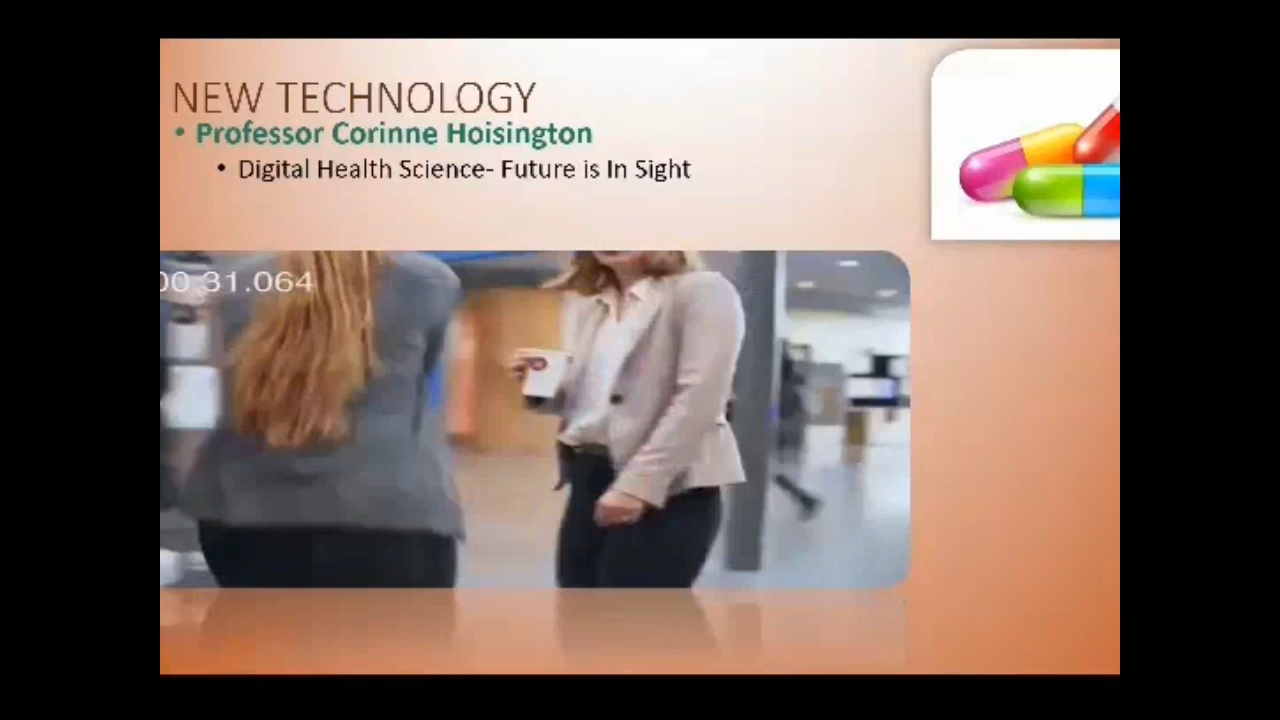 NEW TECHNOLOGY
• Professor Corinne Hoisington
• Digital Health Science- Future is In Sight
00 31.064